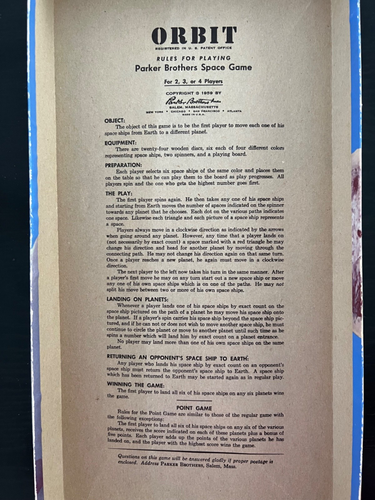 ORBIT
REGISTERED IN U. S. PATENT OFFICE
RULES FOR PLAYING
Parker Brothers Space Game
For 2, 3, or 4 Players
COPYRIGHT © 1959 BY
Parker Brothers Inc
SALEM, MASSACHUSETTS
NEW YORK • CHICAGO • SAN FRANCISCO • ATLANTA
MADE IN U.S.A.
OBJECT:
The object of this game is to be the first player to move each one of his
space ships from Earth to a different planet.
EQUIPMENT:
There are twenty-four wooden discs, six each of four different colors
representing space ships, two spinners, and a playing board.
PREPARATION:
Each player selects six space ships of the same color and places them
on the table so that he can play them to the board as play progresses. All
players spin and the one who gets the highest number goes first.
THE PLAY:
The first player spins again. He then takes any one of his space ships
and starting from Earth moves the number of spaces indicated on the spinner
towards any planet that he chooses. Each dot on the various paths indicates
one space. Likewise each triangle and each picture of a space ship represents
a space.
Players always move in a clockwise direction as indicated by the arrows
when going around any planet. However, any time that a player lands on
(not necessarily by exact count) a space marked with a red triangle he may
change his direction and head for another planet by moving through the
connecting path. He may not change his direction again on that same turn.
Once a player reaches a new planet, he again must move in a clockwise
direction.
The next player to the left now takes his turn in the same manner. After
a player's first move he may on any turn start out a new space ship or move
any one of his own space ships which is on one of the paths. He may not
split his move between two or more of his own space ships.
LANDING ON PLANETS:
Whenever a player lands one of his space ships by exact count on the
space ship pictured on the path of a planet he may move his space ship onto
the planet. If a player's spin carries his space ship beyond the space ship pic-
tured, and if he can not or does not wish to move another space ship, he must
continue to circle the planet or move to another planet until such time as he
spins a number which will land him by exact count on a planet entrance.
No player may land more than one of his own space ships on the same
planet.
RETURNING AN OPPONENT'S SPACE SHIP TO EARTH:
Any player who lands his space ship by exact count on an opponent's
space ship must return the opponent's space ship to Earth. A space ship
which has been returned to Earth may be started again as in regular play.
WINNING THE GAME:
The first player to land all six of his space ships on any six planets wins
the game.
POINT GAME
Rules for the Point Game are similar to those of the regular game with
the following exceptions:
The first player to land all six of his space ships on any six of the various
planets, receives the score indicated on each of these planets plus a bonus of
five points. Each player adds up the points of the various planets he has
landed on, and the player with the highest score wins the game.
Questions on this game will be answered gladly if proper postage is
enclosed. Address PARKER BROTHERS, Salem, Mass.